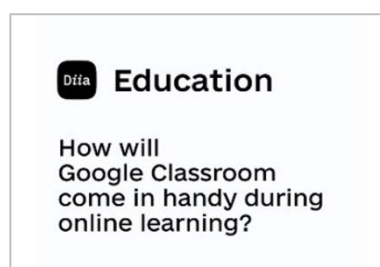 Diia Education
How will
Google Classroom
come in handy during
online learning?